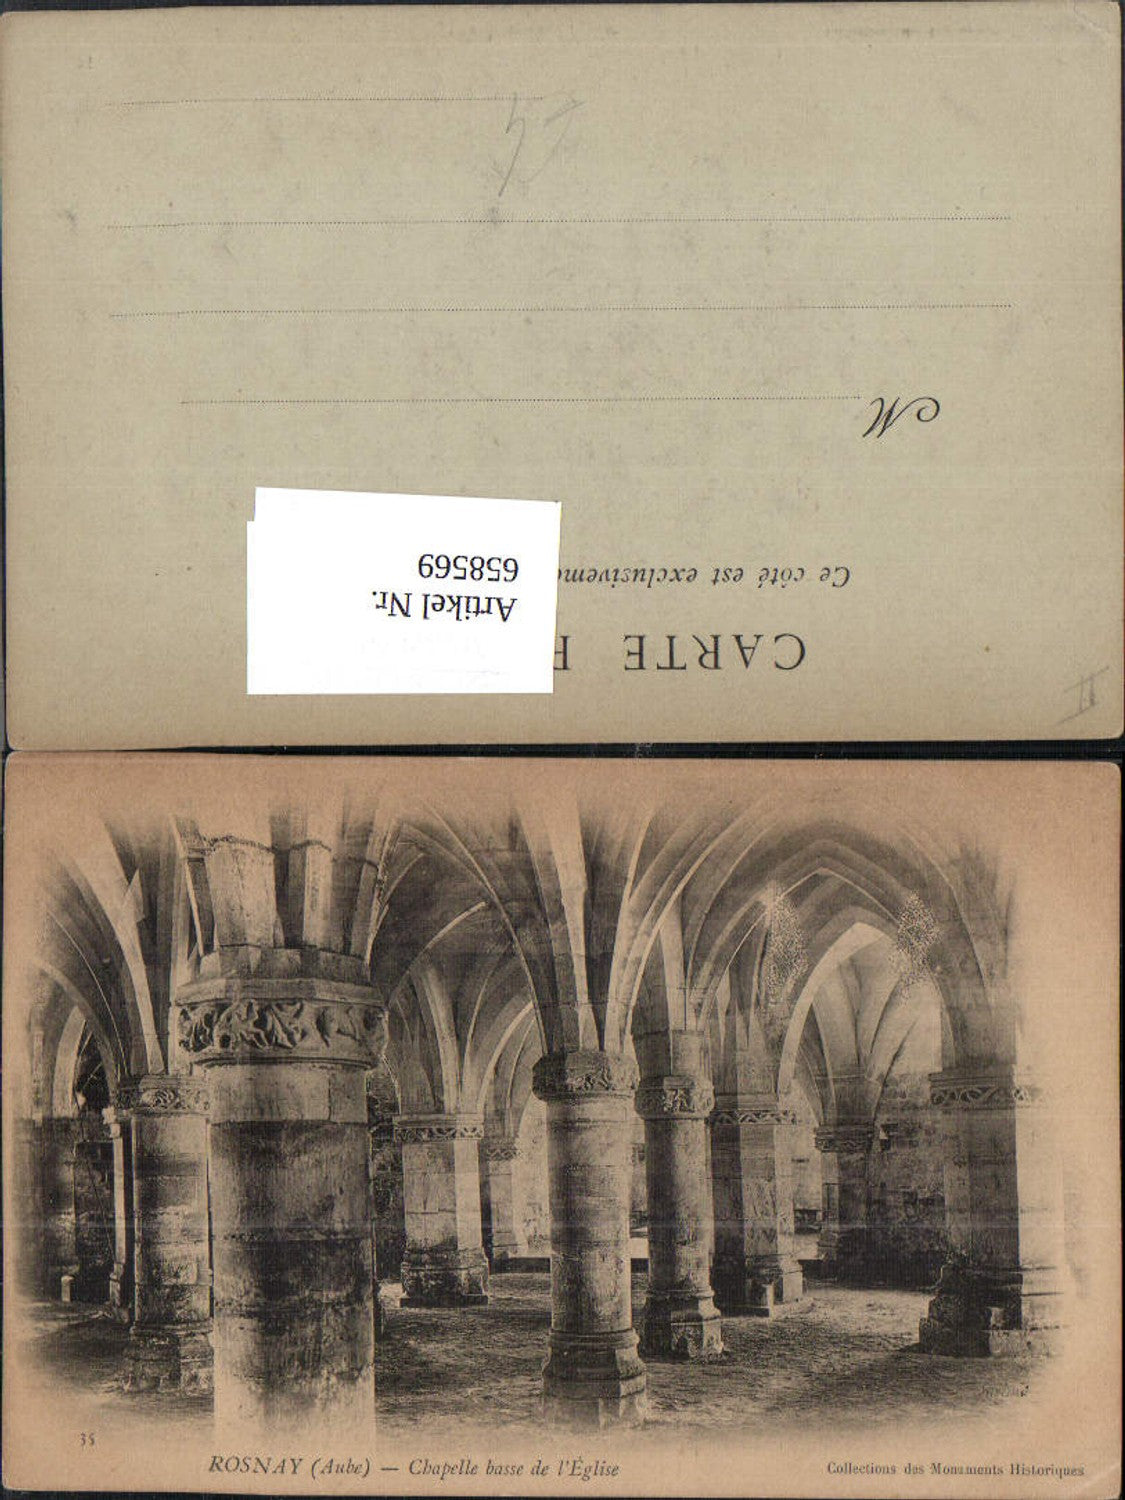 CARTE
Ce côté est exclusiveme
Artikel Nr.
658569
M
II
35
ROSNAY (Aube) — Chapelle basse de l'Église
Collections des Monuments Historiques